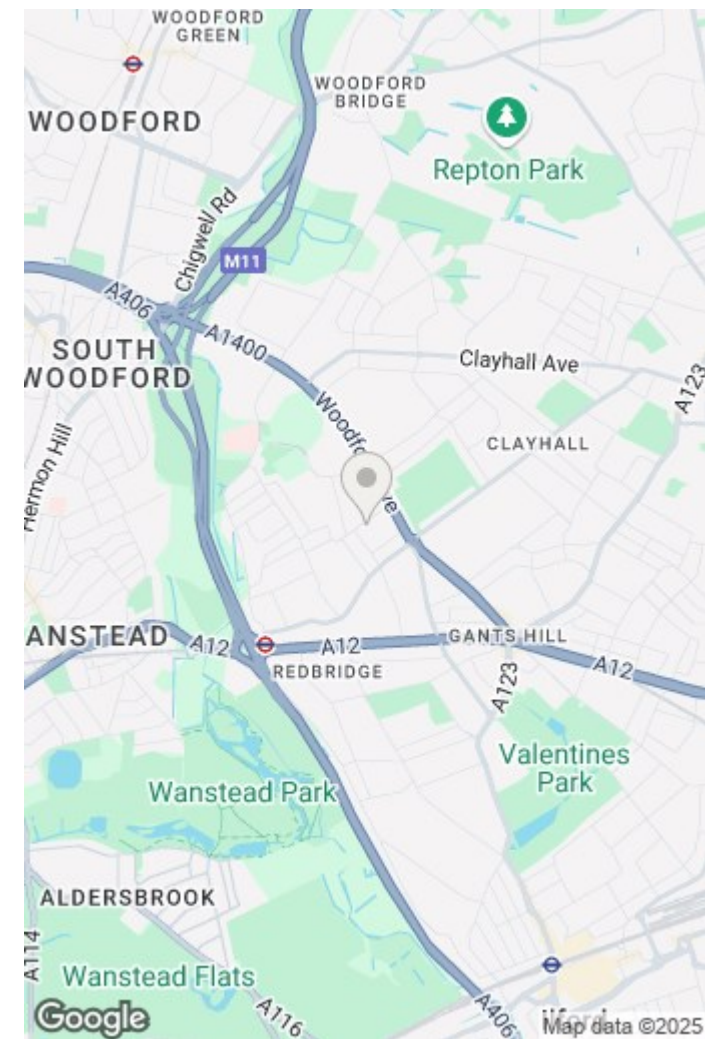 WOODFORD
GREEN
WOODFORD
BRIDGE
WOODFORD
Repton Park
Chigwell Rd
M11
A406
A1400
SOUTH
WOODFORD
Clayhall Ave
A123
Hermon Hill
CLAYHALL
ANSTEAD
A12
A12
GANTS HILL
A12
REDBRIDGE
A123
Valentines
Park
Wanstead Park
ALDERSBROOK
A114
Wanstead Flats
A116
A406
Google
Map data ©2025